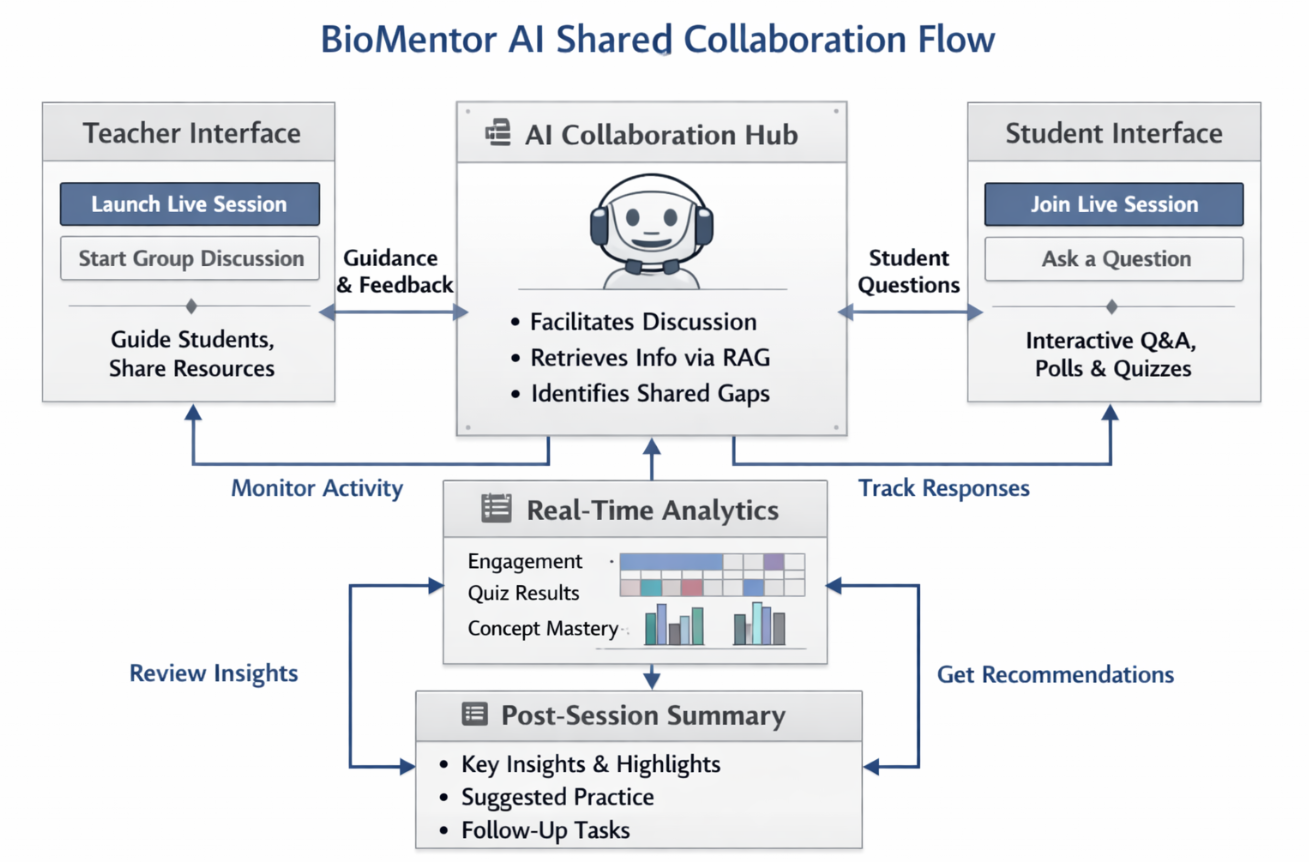 BioMentor AI Shared Collaboration Flow
Teacher Interface
Launch Live Session
Start Group Discussion
Guide Students,
Share Resources
Guidance
& Feedback
AI Collaboration Hub
• Facilitates Discussion
• Retrieves Info via RAG
• Identifies Shared Gaps
Student
Questions
Student Interface
Join Live Session
Ask a Question
Interactive Q&A,
Polls & Quizzes
Monitor Activity
Track Responses
Real-Time Analytics
Engagement
Quiz Results
Concept Mastery
Review Insights
Get Recommendations
Post-Session Summary
• Key Insights & Highlights
• Suggested Practice
• Follow-Up Tasks